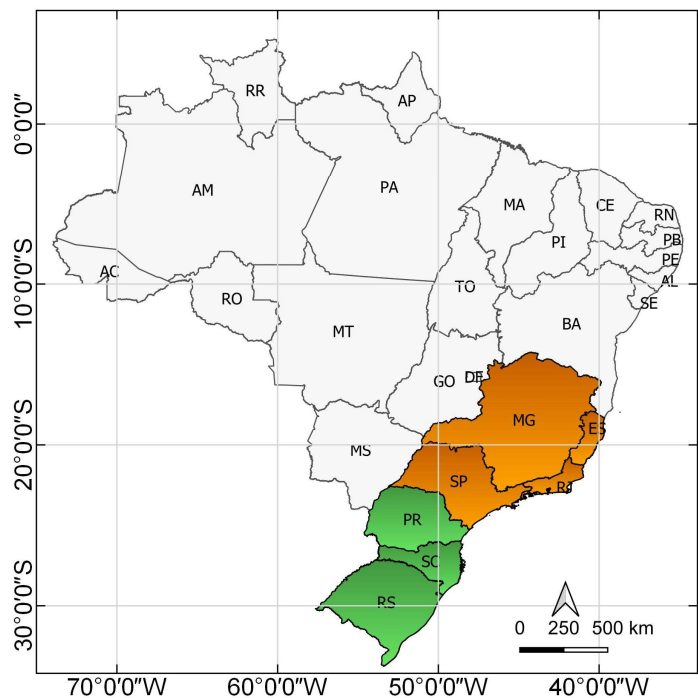 RR
AP
0°0'0"
AM
PA
MA
CE
RN
PI
PB
PE
AC
TO
AL
10°0'0"S
RO
SE
MT
BA
GO
DF
MG
ES
20°0'0"S
MS
SP
RJ
PR
SC
RS
30°0'0"S
0 250 500 km
70°0'0"W 60°0'0"W 50°0'0"W 40°0'0"W